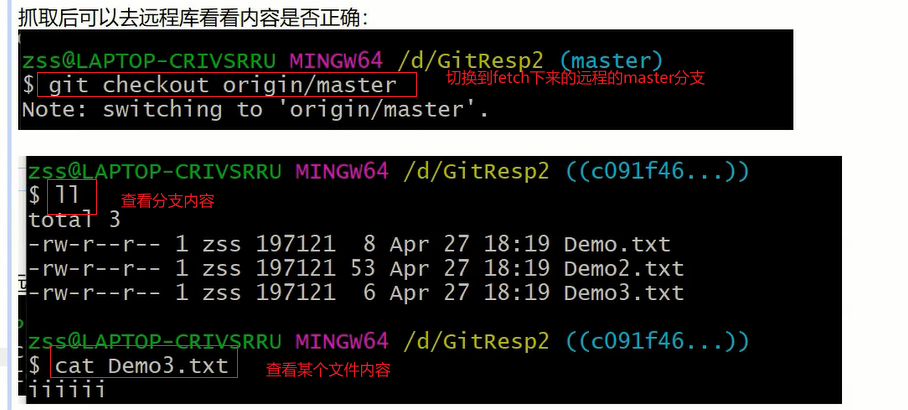 抓取后可以去远程库看看内容是否正确：
zss@LAPTOP-CRIVSRRU MINGW64 /d/GitResp2 (master)
$ git checkout origin/master 切换到fetch下来的远程的master分支
Note: switching to 'origin/master'.
zss@LAPTOP-CRIVSRRU MINGW64 /d/GitResp2 ((c091f46...))
$ ll 查看分支内容
total 3
-rw-r--r-- 1 zss 197121  8 Apr 27 18:19 Demo.txt
-rw-r--r-- 1 zss 197121 53 Apr 27 18:19 Demo2.txt
-rw-r--r-- 1 zss 197121  6 Apr 27 18:19 Demo3.txt
zss@LAPTOP-CRIVSRRU MINGW64 /d/GitResp2 ((c091f46...))
$ cat Demo3.txt 查看某个文件内容
iiiiii